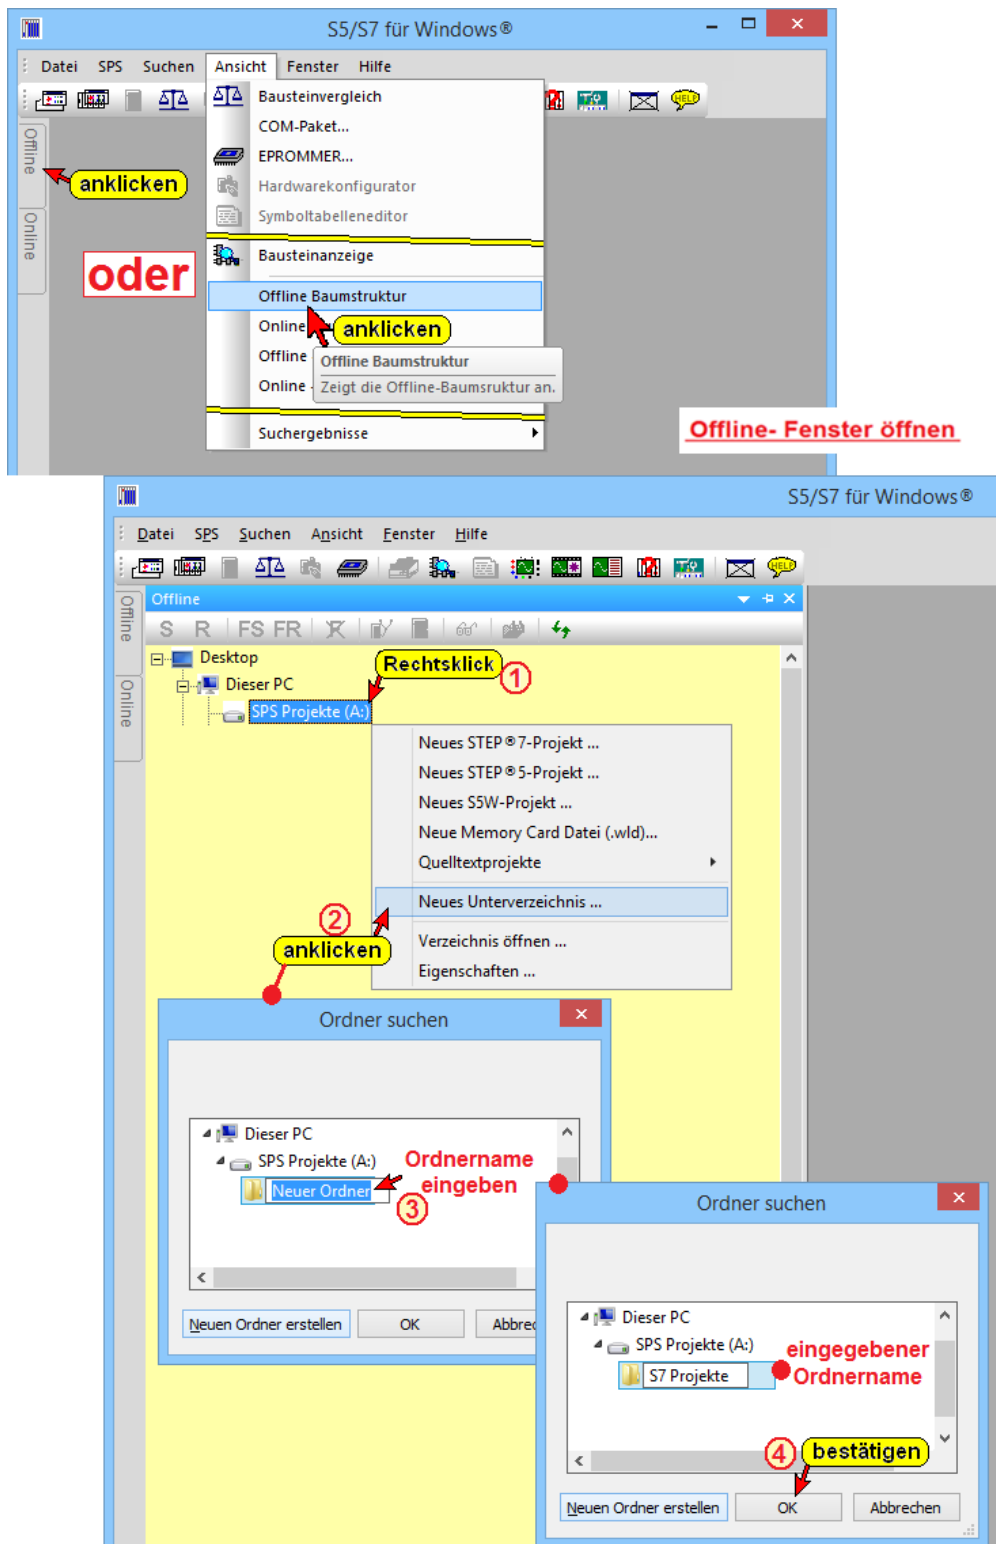 S5/S7 für Windows®
Datei SPS Suchen Ansicht Fenster Hilfe
HELP
Offline
Online
anklicken
oder
Bausteinvergleich
COM-Paket...
EPROMMER...
Hardwarekonfigurator
Symboltabelleneditor
Bausteinanzeige
Offline Baumstruktur
Online
anklicken
Offline
Offline Baumstruktur
Online -
Zeigt die Offline-Baumsruktur an.
Suchergebnisse
Offline- Fenster öffnen
S5/S7 für Windows®
Datei SPS Suchen Ansicht Fenster Hilfe
HELP
Offline
Online
Offline
S R FS FR
Desktop
Rechtsklick 1
Dieser PC
SPS Projekte (A:)
Neues STEP®7-Projekt ...
Neues STEP®5-Projekt ...
Neues S5W-Projekt ...
Neue Memory Card Datei (.wld)...
Quelltextprojekte
Neues Unterverzeichnis ...
2
anklicken
Verzeichnis öffnen ...
Eigenschaften ...
Ordner suchen
Dieser PC
SPS Projekte (A:)
Neuer Ordner
Ordnername
eingeben
3
Neuen Ordner erstellen OK Abbrec
Ordner suchen
Dieser PC
SPS Projekte (A:)
S7 Projekte
eingegebener
Ordnername
4 bestätigen
Neuen Ordner erstellen OK Abbrechen